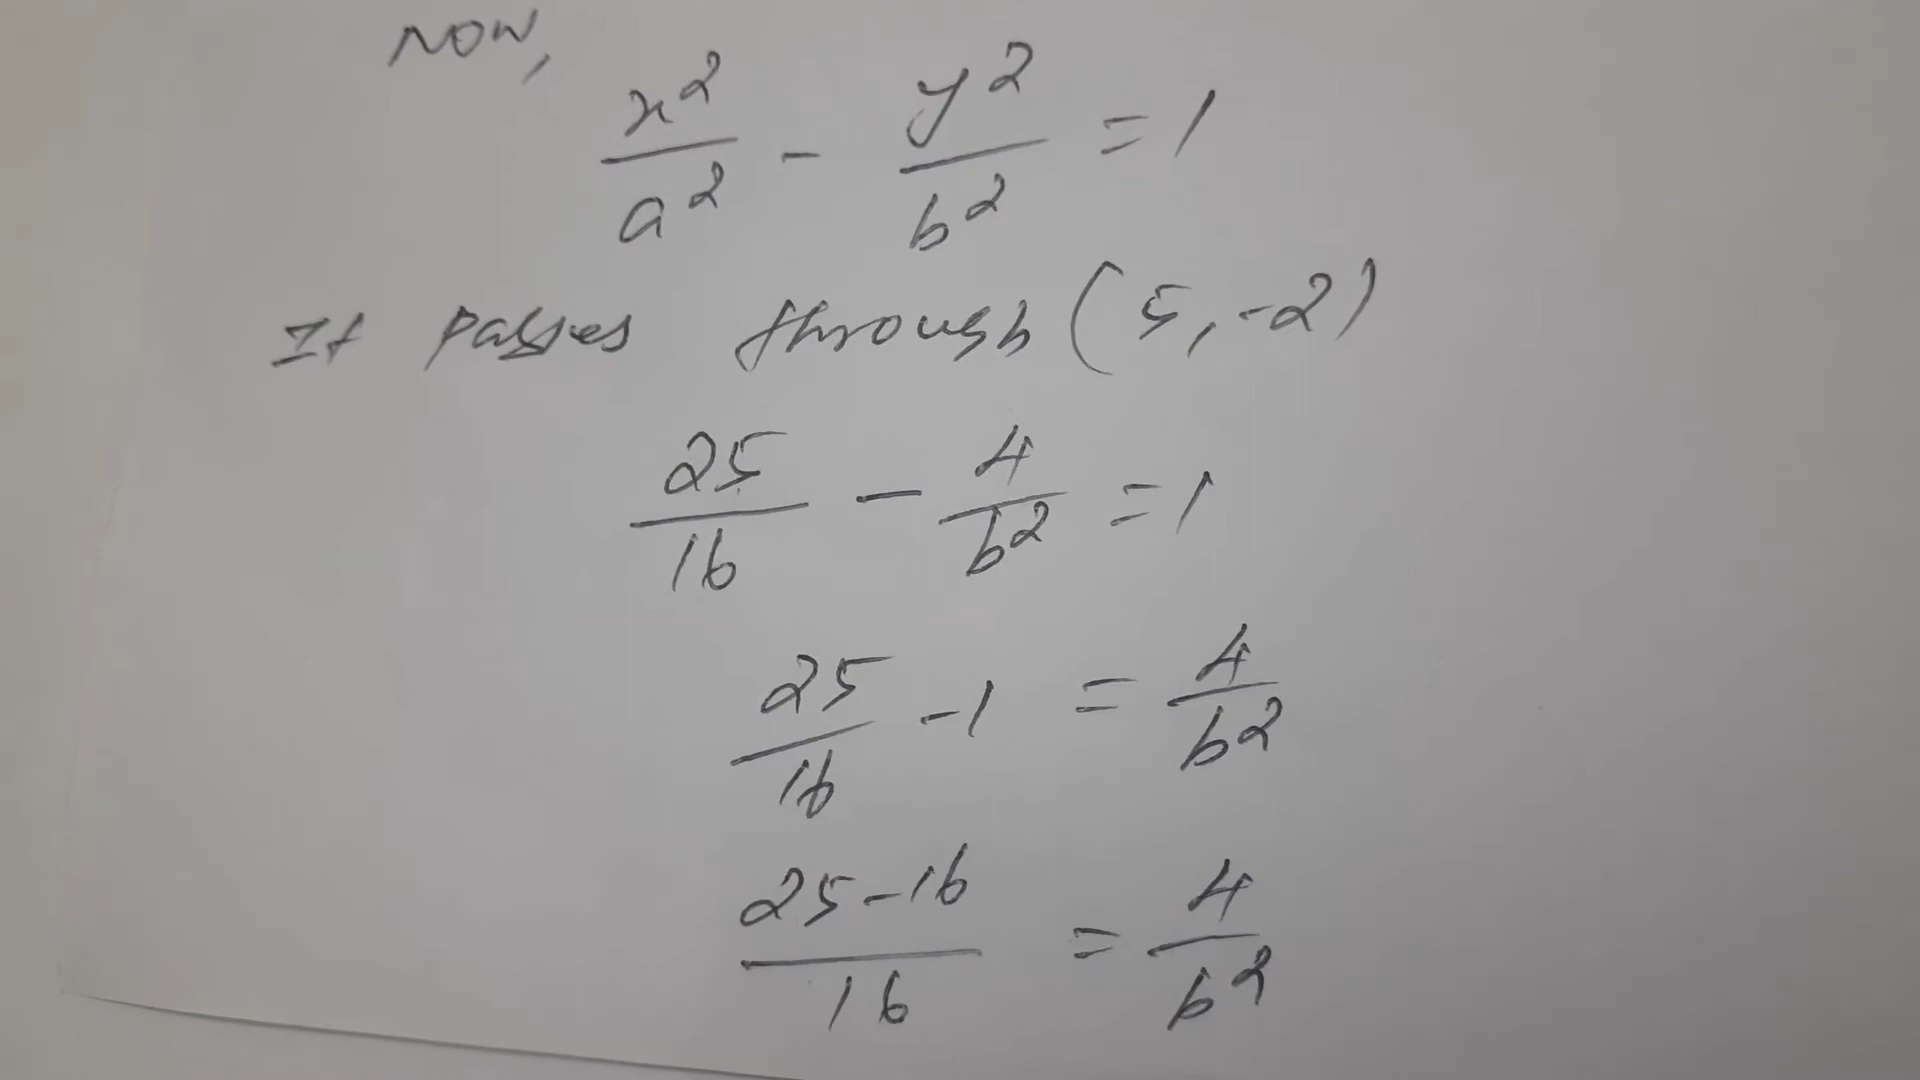 Now,
x²/a² - y²/b² = 1
It passes through (5, -2)
25/16 - 4/b² = 1
25/16 - 1 = 4/b²
25-16/16 = 4/b²